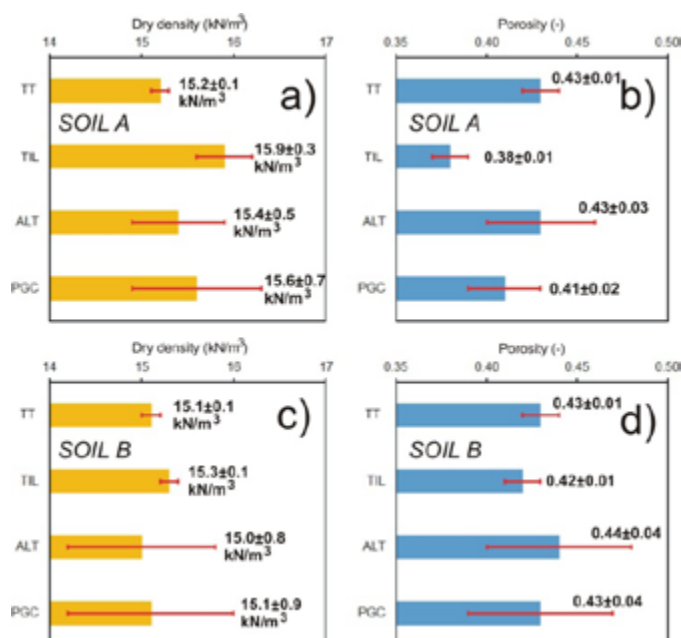 Dry density (kN/m³)
14 15 16 17
TT
15.2±0.1
kN/m³
a)
SOIL A
TIL
15.9±0.3
kN/m³
ALT
15.4±0.5
kN/m³
PGC
15.6±0.7
kN/m³
Porosity (-)
0.35 0.40 0.45 0.50
TT
0.43±0.01
b)
SOIL A
TIL
0.38±0.01
ALT
0.43±0.03
PGC
0.41±0.02
Dry density (kN/m³)
14 15 16 17
TT
15.1±0.1
kN/m³
c)
SOIL B
TIL
15.3±0.1
kN/m³
ALT
15.0±0.8
kN/m³
PGC
15.1±0.9
kN/m³
Porosity (-)
0.35 0.40 0.45 0.50
TT
0.43±0.01
d)
SOIL B
TIL
0.42±0.01
ALT
0.44±0.04
PGC
0.43±0.04